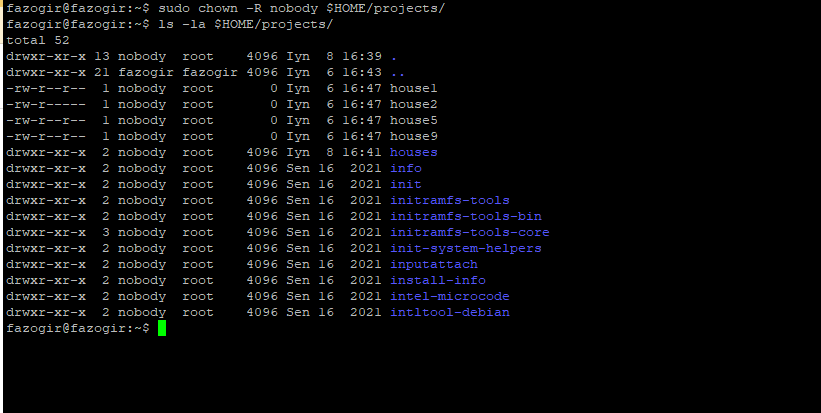 fazogir@fazogir:~$ sudo chown -R nobody $HOME/projects/
fazogir@fazogir:~$ ls -la $HOME/projects/
total 52
drwxr-xr-x 13 nobody  root    4096 Iyn  8 16:39 .
drwxr-xr-x 21 fazogir fazogir 4096 Iyn  6 16:43 ..
-rw-r--r--  1 nobody  root       0 Iyn  6 16:47 house1
-rw-r-----  1 nobody  root       0 Iyn  6 16:47 house2
-rw-r--r--  1 nobody  root       0 Iyn  6 16:47 house5
-rw-r--r--  1 nobody  root       0 Iyn  6 16:47 house9
drwxr-xr-x  2 nobody  root    4096 Iyn  8 16:41 houses
drwxr-xr-x  2 nobody  root    4096 Sen 16  2021 info
drwxr-xr-x  2 nobody  root    4096 Sen 16  2021 init
drwxr-xr-x  2 nobody  root    4096 Sen 16  2021 initramfs-tools
drwxr-xr-x  2 nobody  root    4096 Sen 16  2021 initramfs-tools-bin
drwxr-xr-x  3 nobody  root    4096 Sen 16  2021 initramfs-tools-core
drwxr-xr-x  2 nobody  root    4096 Sen 16  2021 init-system-helpers
drwxr-xr-x  2 nobody  root    4096 Sen 16  2021 inputattach
drwxr-xr-x  2 nobody  root    4096 Sen 16  2021 install-info
drwxr-xr-x  2 nobody  root    4096 Sen 16  2021 intel-microcode
drwxr-xr-x  2 nobody  root    4096 Sen 16  2021 intltool-debian
fazogir@fazogir:~$